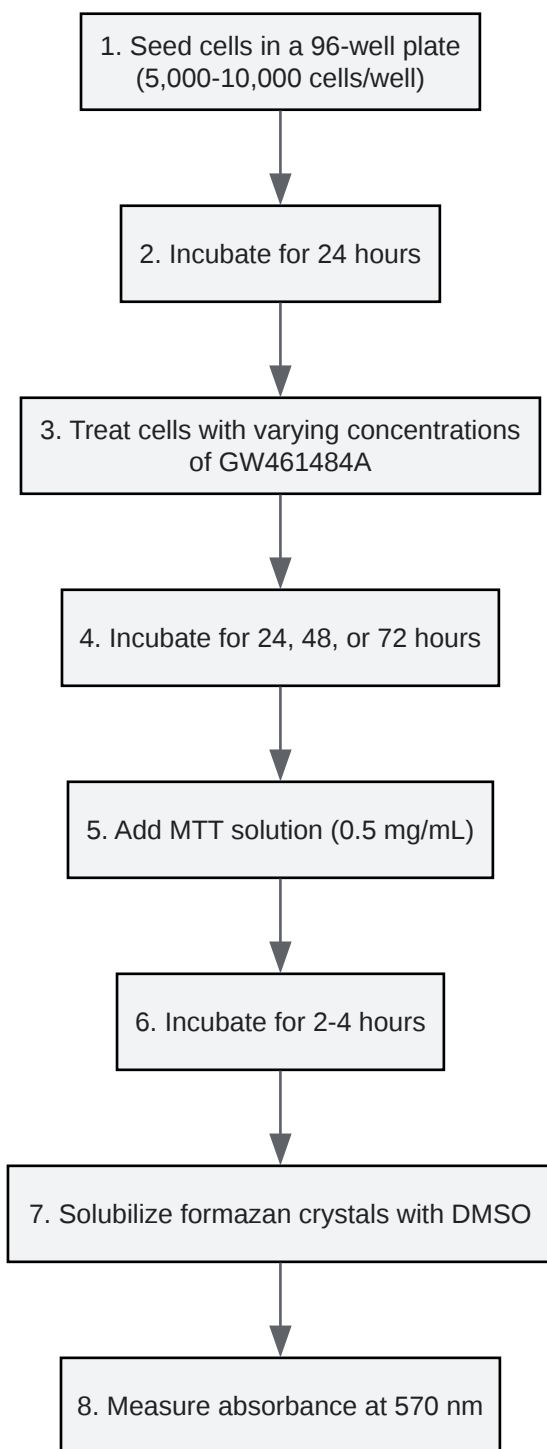 1. Seed cells in a 96-well plate
(5,000-10,000 cells/well)
2. Incubate for 24 hours
3. Treat cells with varying concentrations
of GW461484A
4. Incubate for 24, 48, or 72 hours
5. Add MTT solution (0.5 mg/mL)
6. Incubate for 2-4 hours
7. Solubilize formazan crystals with DMSO
8. Measure absorbance at 570 nm